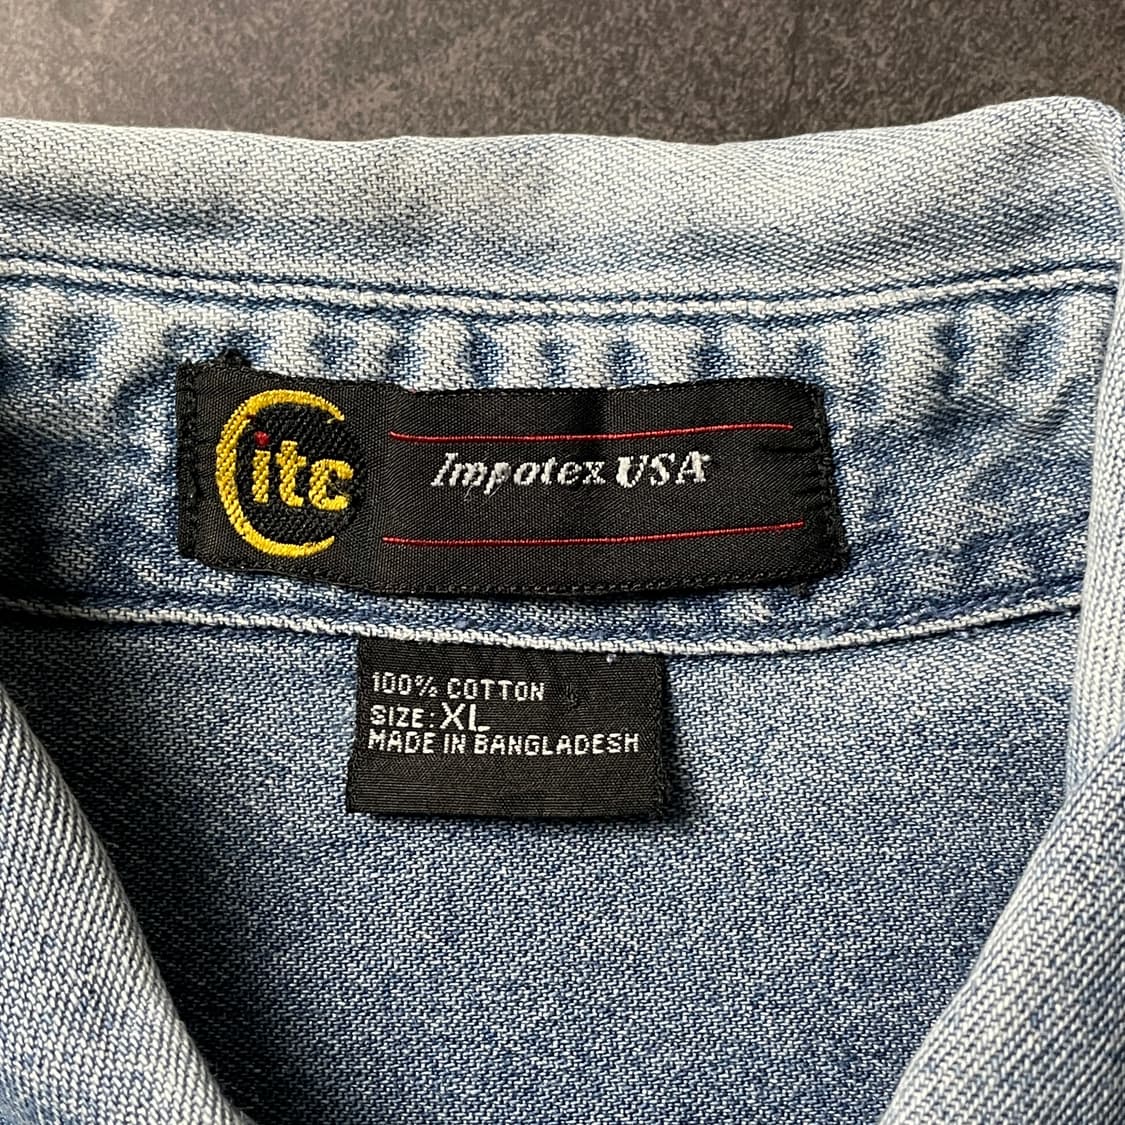 itc
Impotex USA
100% COTTON
SIZE: XL
MADE IN BANGLADESH